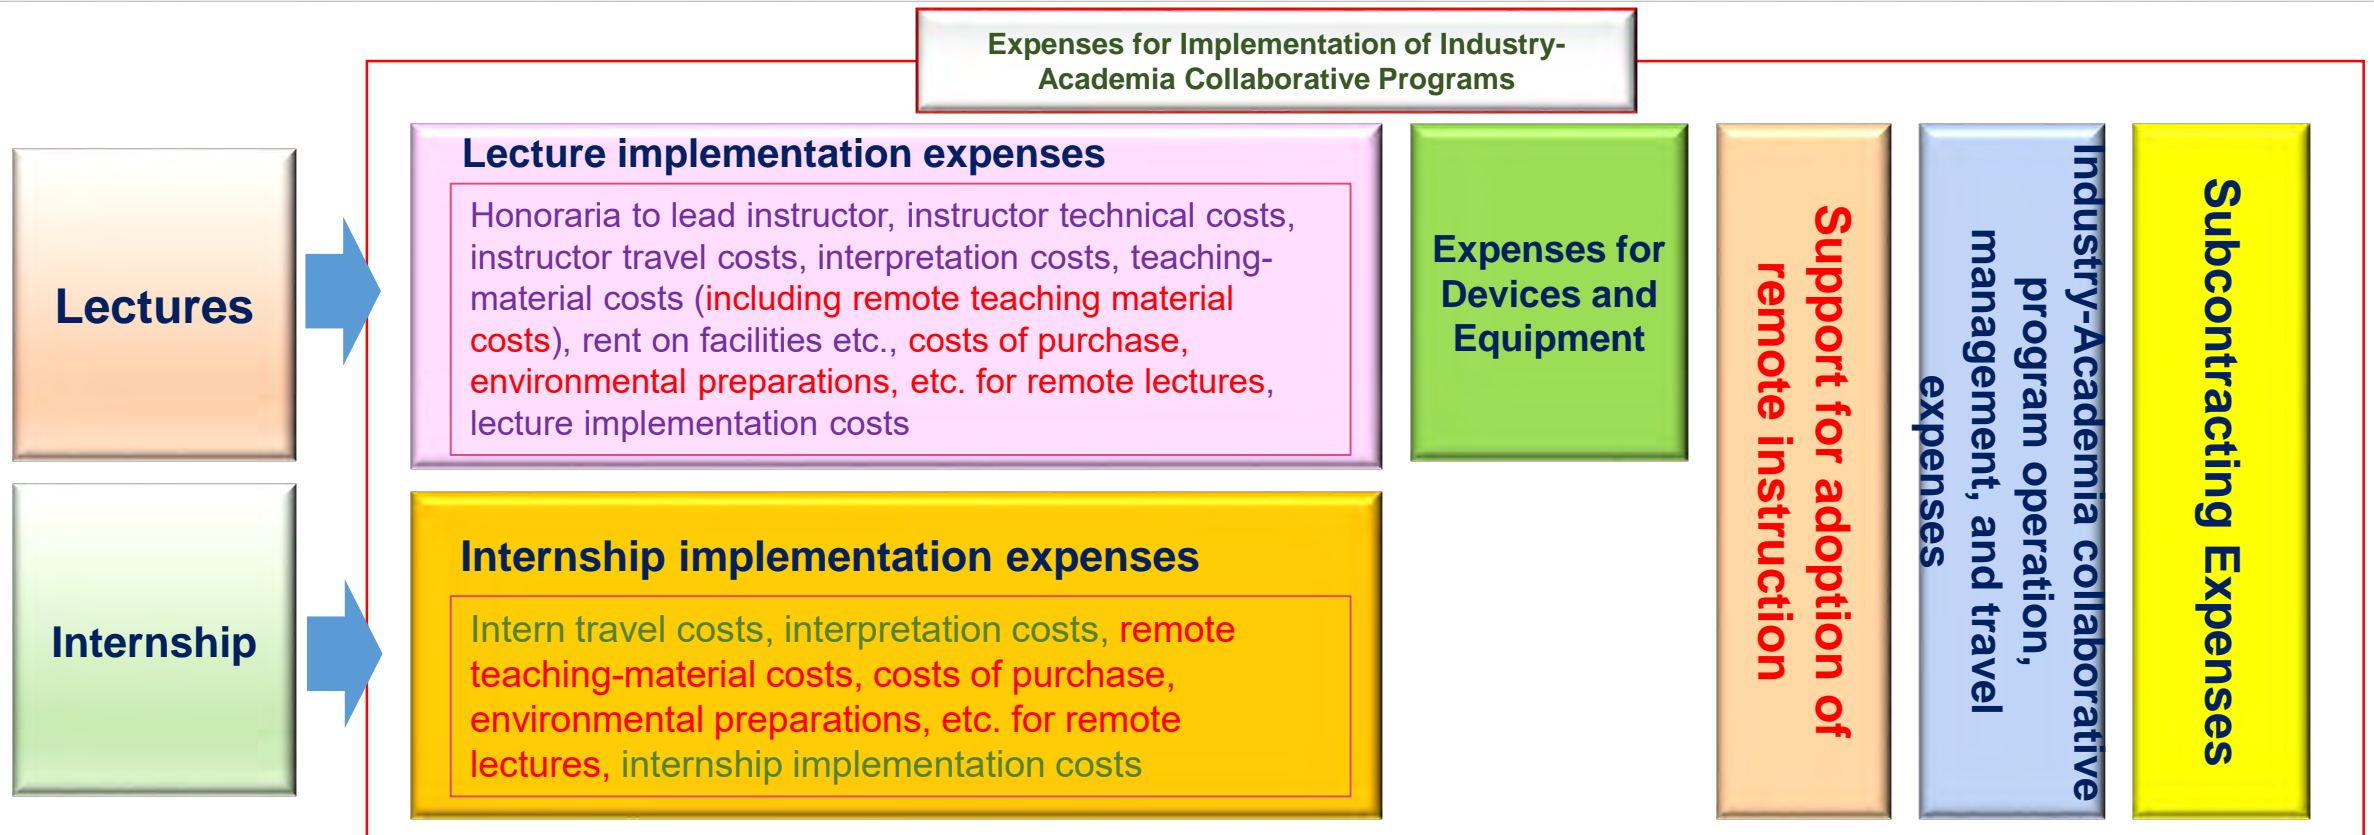 Expenses for Implementation of Industry-
Academia Collaborative Programs
Lectures
Lecture implementation expenses
Honoraria to lead instructor, instructor technical costs,
instructor travel costs, interpretation costs, teaching-
material costs (including remote teaching material
costs), rent on facilities etc., costs of purchase,
environmental preparations, etc. for remote lectures,
lecture implementation costs
Internship
Internship implementation expenses
Intern travel costs, interpretation costs, remote
teaching-material costs, costs of purchase,
environmental preparations, etc. for remote
lectures, internship implementation costs
Expenses for
Devices and
Equipment
Support for adoption of
remote instruction
Industry-Academia collaborative
program operation,
management, and travel
expenses
Subcontracting Expenses